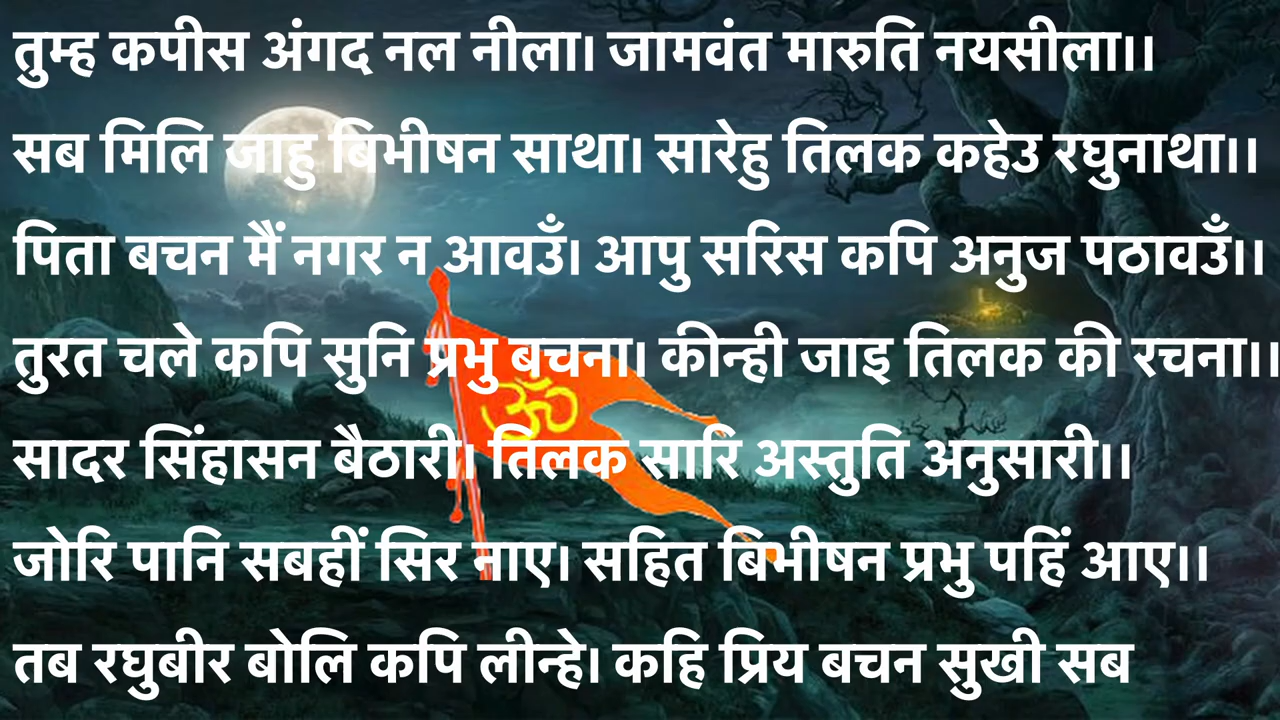 तुम्ह कपीस अंगद नल नीला। जामवंत मारुति नयसीला।।
सब मिलि जाहु बिभीषन साथा। सारेहु तिलक कहेउ रघुनाथा।।
पिता बचन मैं नगर न आवउँ। आपु सरिस कपि अनुज पठावउँ।।
तुरत चले कपि सुनि प्रभु बचना। कीन्ही जाइ तिलक की रचना।।
सादर सिंहासन बैठारी। तिलक सारि अस्तुति अनुसारी।।
जोरि पानि सबहीं सिर नाए। सहित बिभीषन प्रभु पहिं आए।।
तब रघुबीर बोलि कपि लीन्हे। कहि प्रिय बचन सुखी सब
ॐ